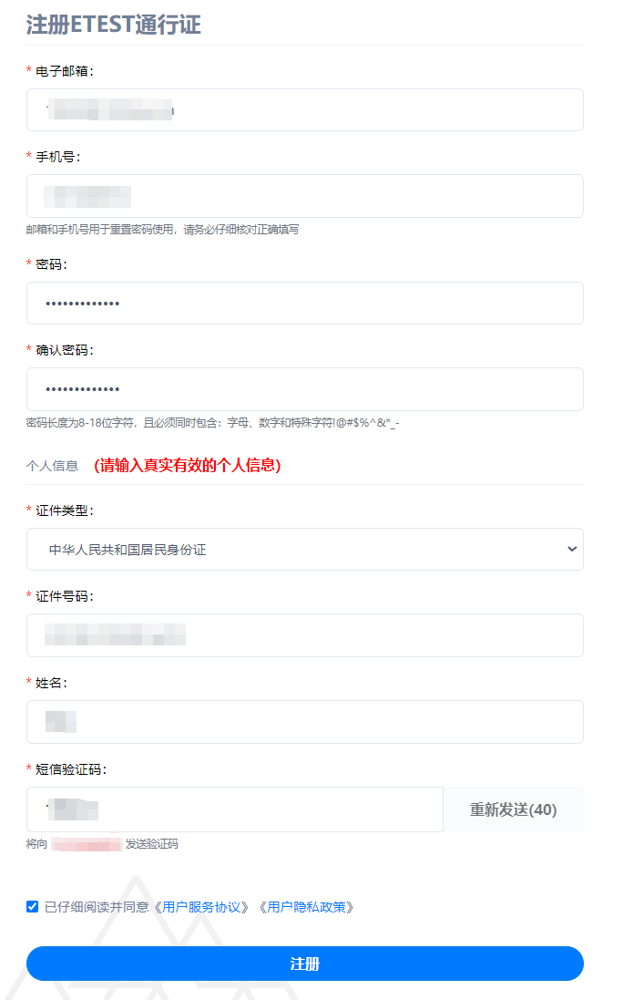 注册ETEST通行证
* 电子邮箱：
* 手机号：
邮箱和手机号用于重置密码使用，请务必仔细核对正确填写
* 密码：
•••••••••••••
* 确认密码：
•••••••••••••
密码长度为8-18位字符，且必须同时包含：字母、数字和特殊字符!@#$%^&*_-
个人信息 (请输入真实有效的个人信息)
* 证件类型：
中华人民共和国居民身份证
* 证件号码：
* 姓名：
* 短信验证码：
重新发送(40)
将向 发送验证码
已仔细阅读并同意《用户服务协议》《用户隐私政策》
注册